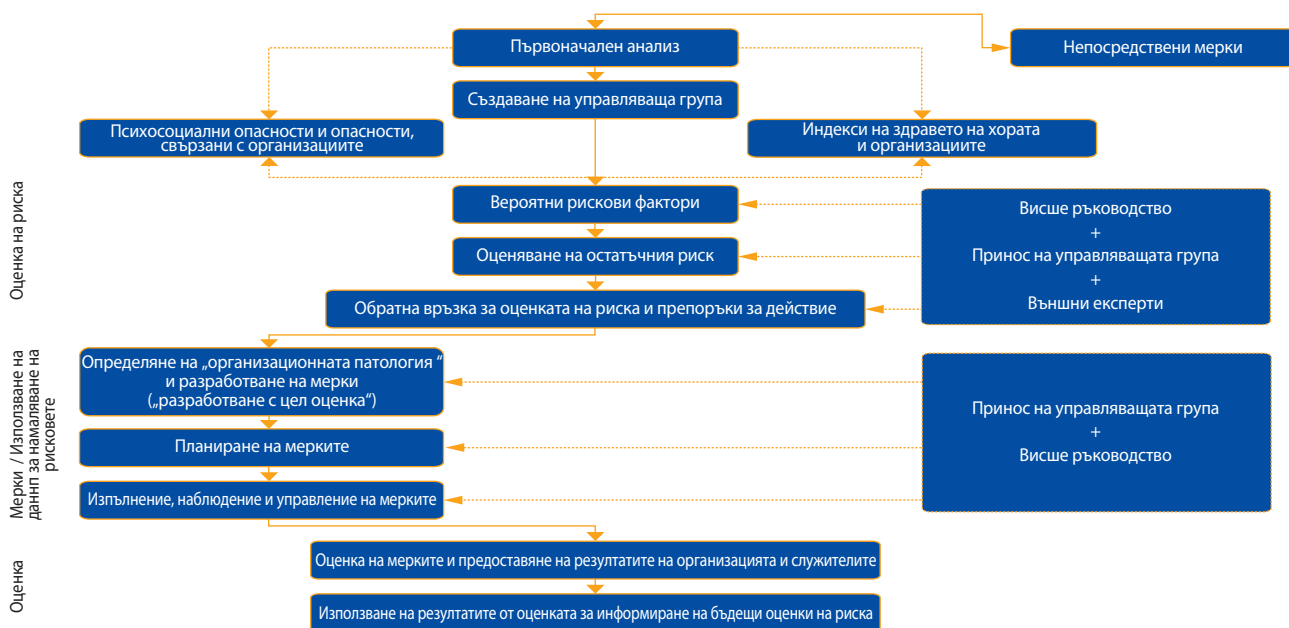 Първоначален анализ
Непосредствени мерки
Създаване на управляваща група
Психосоциални опасности и опасности,
свързани с организациите
Индекси на здравето на хората
и организациите
Оценка на риска
Вероятни рискови фактори
Оценяване на остатъчния риск
Обратна връзка за оценката на риска и препоръки за действие
Висше ръководство
+
Принос на управляващата група
+
Външни експерти
Мерки / Използване на
даннп за намаляване на
рисковете
Определяне на „организационната патология “
и разработване на мерки
(„разработване с цел оценка“)
Планиране на мерките
Изпълнение, наблюдение и управление на мерките
Принос на управляващата група
+
Висше ръководство
Оценка
Оценка на мерките и предоставяне на резултатите на организацията и служителите
Използване на резултатите от оценката за информиране на бъдещи оценки на риска